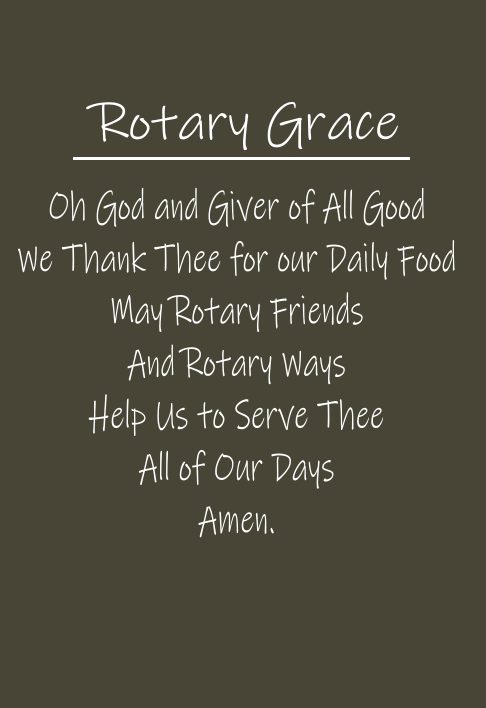 Rotary Grace
Oh God and Giver of All Good
We Thank Thee for our Daily Food
May Rotary Friends
And Rotary Ways
Help Us to Serve Thee
All of Our Days
Amen.